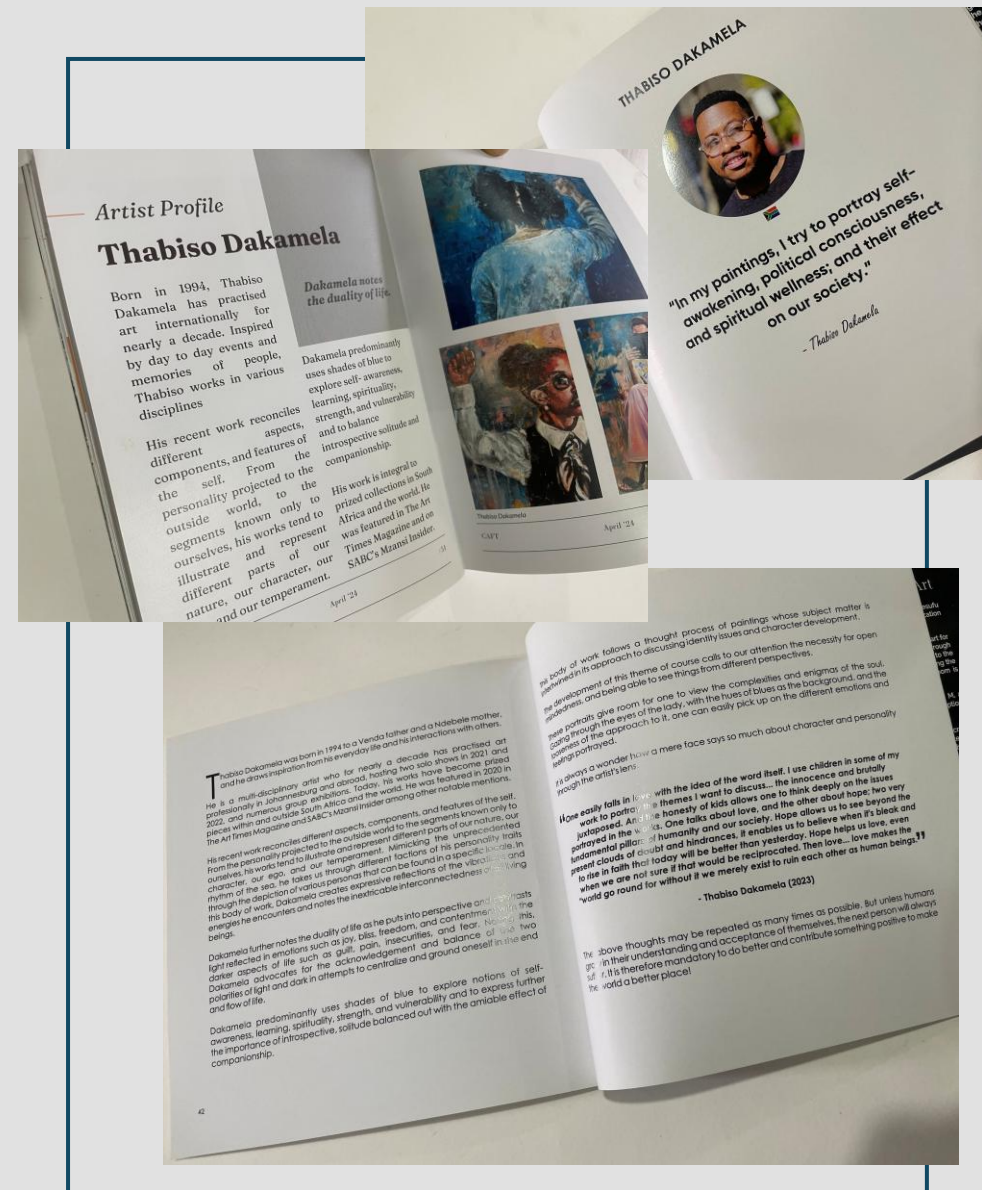 THABISO DAKAMELA
“In my paintings, I try to portray self-
awakening, political consciousness,
and spiritual wellness; and their effect
on our society.”
- Thabiso Dakamela
Artist Profile
Thabiso Dakamela
Born in 1994, Thabiso
Dakamela has practised
art internationally for
nearly a decade. Inspired
by day to day events and
memories of people,
Thabiso works in various
disciplines
His recent work reconciles
different aspects,
components, and features of
the self. From the
personality projected to the
outside world, to the
segments known only to
ourselves, his works tend to
illustrate and represent
different parts of our
nature, our character, our
and our temperament.
April '24
Dakamela notes
the duality of life.
Dakamela predominantly
uses shades of blue to
explore self- awareness,
learning, spirituality,
strength, and vulnerability
and to balance
introspective solitude and
companionship.
His work is integral to
prized collections in South
Africa and the world. He
was featured in The Art
Times Magazine and on
SABC's Mzansi Insider.
Thabiso Dakamela
April '24
Thabiso Dakamela was born in 1994 to a Venda father and a Ndebele mother,
and he draws inspiration from his everyday life and his interactions with others.
He is a multi-disciplinary artist who for nearly a decade has practised art
professionally in Johannesburg and abroad, hosting two solo shows in 2021 and
2022, and numerous group exhibitions. Today, his works have become prized
pieces within and outside South Africa and the world. He was featured in 2020 in
The Art Times Magazine and SABC's Mzansi Insider among other notable mentions.
His recent work reconciles different aspects, components, and features of the self.
From the personality projected to the outside world to the segments known only to
ourselves, his works tend to illustrate and represent different parts of our nature, our
character, our ego, and our temperament. Mimicking the unprecedented
rhythm of the sea, he takes us through different factions of his personality traits
through the depiction of various personas that can be found in a specific locale. In
this body of work, Dakamela creates expressive reflections of the vibrations and
energies he encounters and notes the inextricable interconnectedness of living
beings.
Dakamela further notes the duality of life as he puts into perspective and contrasts
light reflected in emotions such as joy, bliss, freedom, and contentment with the
darker aspects of life such as guilt, pain, insecurities, and fear. Noting this,
Dakamela advocates for the acknowledgement and balance of the two
polarities of light and dark in attempts to centralize and ground oneself in the end
and flow of life.
Dakamela predominantly uses shades of blue to explore notions of self-
awareness, learning, spirituality, strength, and vulnerability and to express further
the importance of introspective, solitude balanced out with the amiable effect of
companionship.
42
this body of work follows a thought process of paintings whose subject matter is
intertwined in its approach to discussing identity issues and character development.
the development of this theme of course calls to our attention the necessity for open
mindedness, and being able to see things from different perspectives.
these portraits give room for one to view the complexities and enigmas of the soul.
Gazing through the eyes of the lady, with the hues of blues as the background, and the
looseness of the approach to it, one can easily pick up on the different emotions and
feelings portrayed.
It is always a wonder how a mere face says so much about character and personality
through the artist's lens.
“One easily falls in love with the idea of the word itself. I use children in some of my
work to portray the themes I want to discuss... the innocence and brutally
juxtaposed. And the honesty of kids allows one to think deeply on the issues
portrayed in the works. One talks about love, and the other about hope; two very
fundamental pillars of humanity and our society. Hope allows us to see beyond the
present clouds of doubt and hindrances, it enables us to believe when it's bleak and
to rise in faith that today will be better than yesterday. Hope helps us love, even
when we are not sure if that would be reciprocated. Then love... love makes the
‘world go round for without it we merely exist to ruin each other as human beings.”
- Thabiso Dakamela (2023)
The above thoughts may be repeated as many times as possible. But unless humans
grow in their understanding and acceptance of themselves, the next person will always
suffer. It is therefore mandatory to do better and contribute something positive to make
the world a better place!